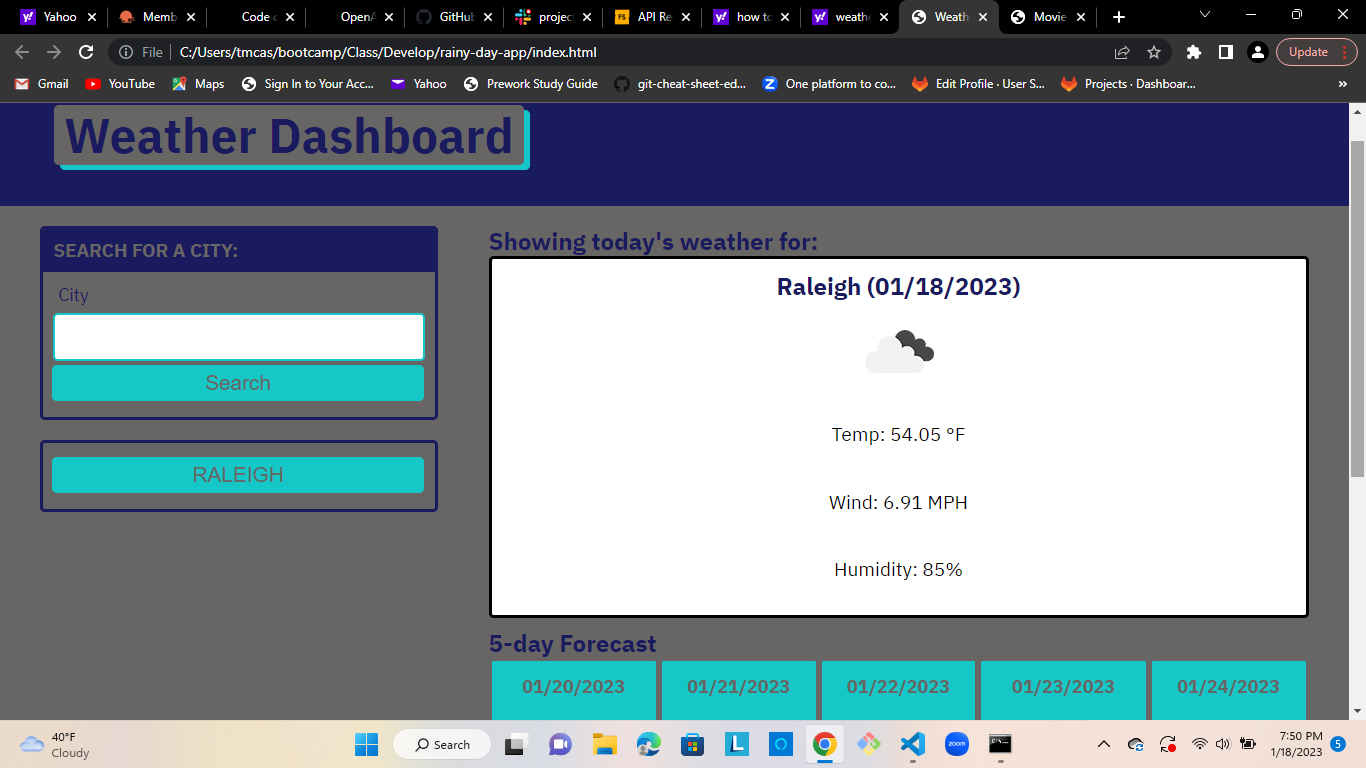 Yahoo
Memb
Code c
OpenA
GitHub
project
API Re
how to
weathe
Weathe
Movie
File
C:/Users/tmcas/bootcamp/Class/Develop/rainy-day-app/index.html
Update
Gmail
YouTube
Maps
Sign In to Your Acc...
Yahoo
Prework Study Guide
git-cheat-sheet-ed...
One platform to co...
Edit Profile · User S...
Projects · Dashboar...
Weather Dashboard
SEARCH FOR A CITY:
City
Search
RALEIGH
Showing today's weather for:
Raleigh (01/18/2023)
Temp: 54.05 °F
Wind: 6.91 MPH
Humidity: 85%
5-day Forecast
01/20/2023
01/21/2023
01/22/2023
01/23/2023
01/24/2023
40°F
Cloudy
Search
zoom
7:50 PM
1/18/2023
5